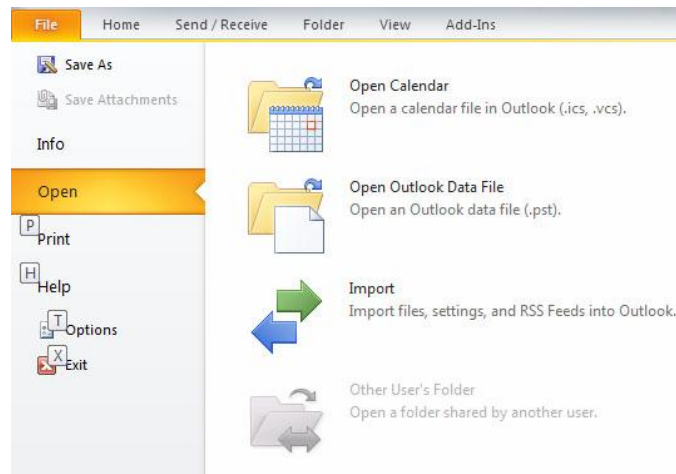 File Home Send / Receive Folder View Add-Ins
Save As
Save Attachments
Info
Open
P
Print
H
Help
T
Options
X
Exit
Open Calendar
Open a calendar file in Outlook (.ics, .vcs).
Open Outlook Data File
Open an Outlook data file (.pst).
Import
Import files, settings, and RSS Feeds into Outlook.
Other User's Folder
Open a folder shared by another user.